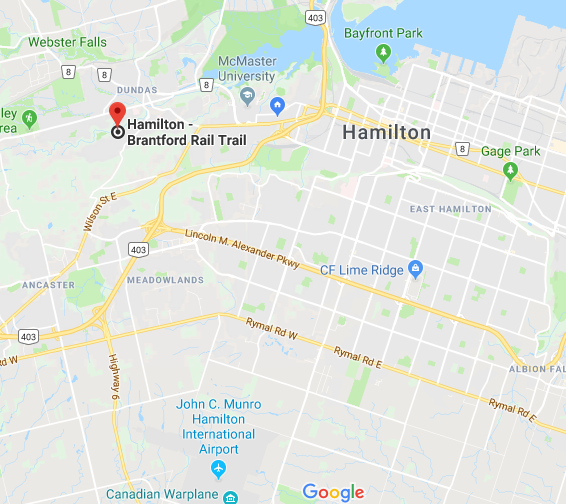 403
Webster Falls
Bayfront Park
8
McMaster
University
8
DUNDAS
ley
Area
Hamilton -
Brantford Rail Trail
Hamilton
8
Gage Park
Wilson St E
EAST HAMILTON
403
Lincoln M. Alexander Pkwy
CF Lime Ridge
ANCASTER
MEADOWLANDS
403
Rymal Rd W
Rd W
Rymal Rd E
Highway 6
ALBION FAL
Rymal Rd E
John C. Munro
Hamilton
International
Airport
Canadian Warplane
Google